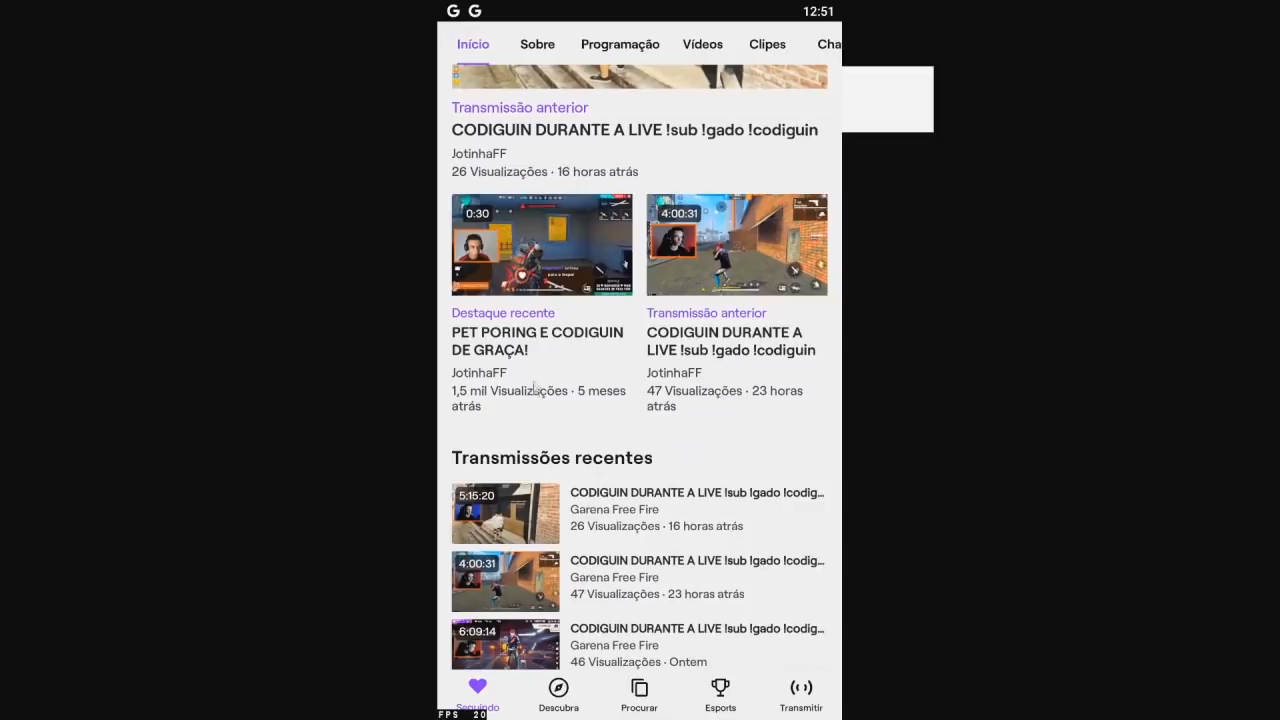 G G 12:51
Início Sobre Programação Vídeos Clipes Cha
Transmissão anterior
CODIGUIN DURANTE A LIVE !sub !gado !codiguin
JotinhaFF
26 Visualizações · 16 horas atrás
0:30
4:00:31
Destaque recente
PET PORING E CODIGUIN
DE GRAÇA!
JotinhaFF
1,5 mil Visualizações · 5 meses
atrás
Transmissão anterior
CODIGUIN DURANTE A
LIVE !sub !gado !codiguin
JotinhaFF
47 Visualizações · 23 horas
atrás
Transmissões recentes
5:15:20
CODIGUIN DURANTE A LIVE !sub !gado !codig...
Garena Free Fire
26 Visualizações · 16 horas atrás
4:00:31
CODIGUIN DURANTE A LIVE !sub !gado !codig...
Garena Free Fire
47 Visualizações · 23 horas atrás
6:09:14
CODIGUIN DURANTE A LIVE !sub !gado !codig...
Garena Free Fire
46 Visualizações · Ontem
Seguindo Descubra Procurar Esports Transmitir
FPS 20